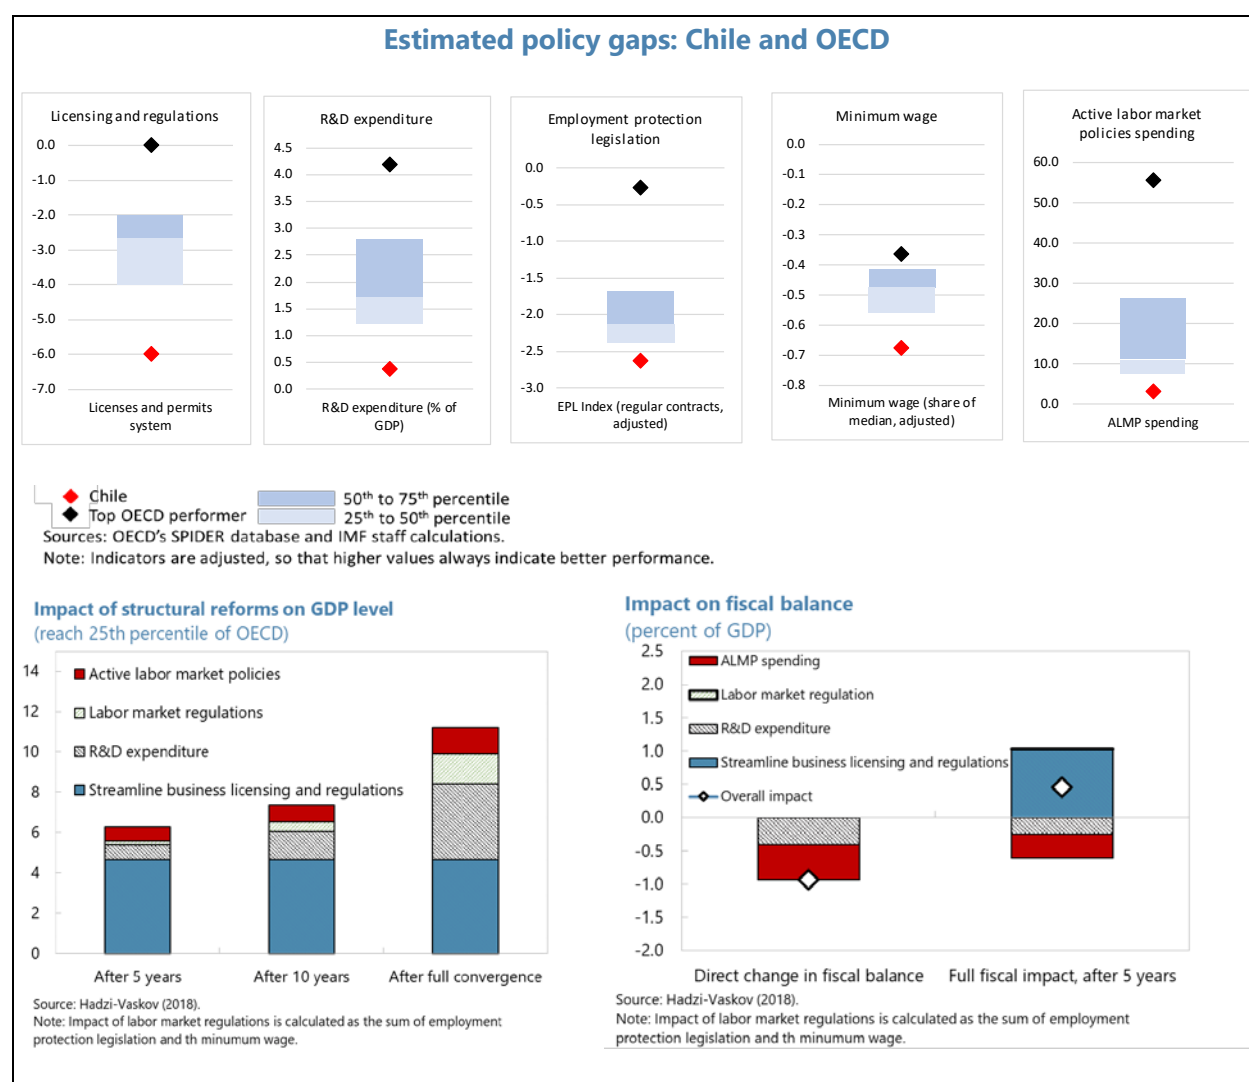 Estimated policy gaps: Chile and OECD
Licensing and regulations
0.0
-1.0
-2.0
-3.0
-4.0
-5.0
-6.0
-7.0
Licenses and permits
system
R&D expenditure
4.5
4.0
3.5
3.0
2.5
2.0
1.5
1.0
0.5
0.0
R&D expenditure (% of
GDP)
Employment protection
legislation
0.0
-0.5
-1.0
-1.5
-2.0
-2.5
-3.0
EPL Index (regular contracts,
adjusted)
Minimum wage
0.0
-0.1
-0.2
-0.3
-0.4
-0.5
-0.6
-0.7
-0.8
Minimum wage (share of
median, adjusted)
Active labor market
policies spending
60.0
50.0
40.0
30.0
20.0
10.0
0.0
ALMP spending
Chile
Top OECD performer
50th to 75th percentile
25th to 50th percentile
Sources: OECD's SPIDER database and IMF staff calculations.
Note: Indicators are adjusted, so that higher values always indicate better performance.
Impact of structural reforms on GDP level
(reach 25th percentile of OECD)
14
12
10
8
6
4
2
0
Active labor market policies
Labor market regulations
R&D expenditure
Streamline business licensing and regulations
After 5 years
After 10 years
After full convergence
Source: Hadzi-Vaskov (2018).
Note: Impact of labor market regulations is calculated as the sum of employment
protection legislation and th minumum wage.
Impact on fiscal balance
(percent of GDP)
2.5
2.0
1.5
1.0
0.5
0.0
-0.5
-1.0
-1.5
-2.0
ALMP spending
Labor market regulation
R&D expenditure
Streamline business licensing and regulations
Overall impact
Direct change in fiscal balance
Full fiscal impact, after 5 years
Source: Hadzi-Vaskov (2018).
Note: Impact of labor market regulations is calculated as the sum of employment
protection legislation and th minumum wage.